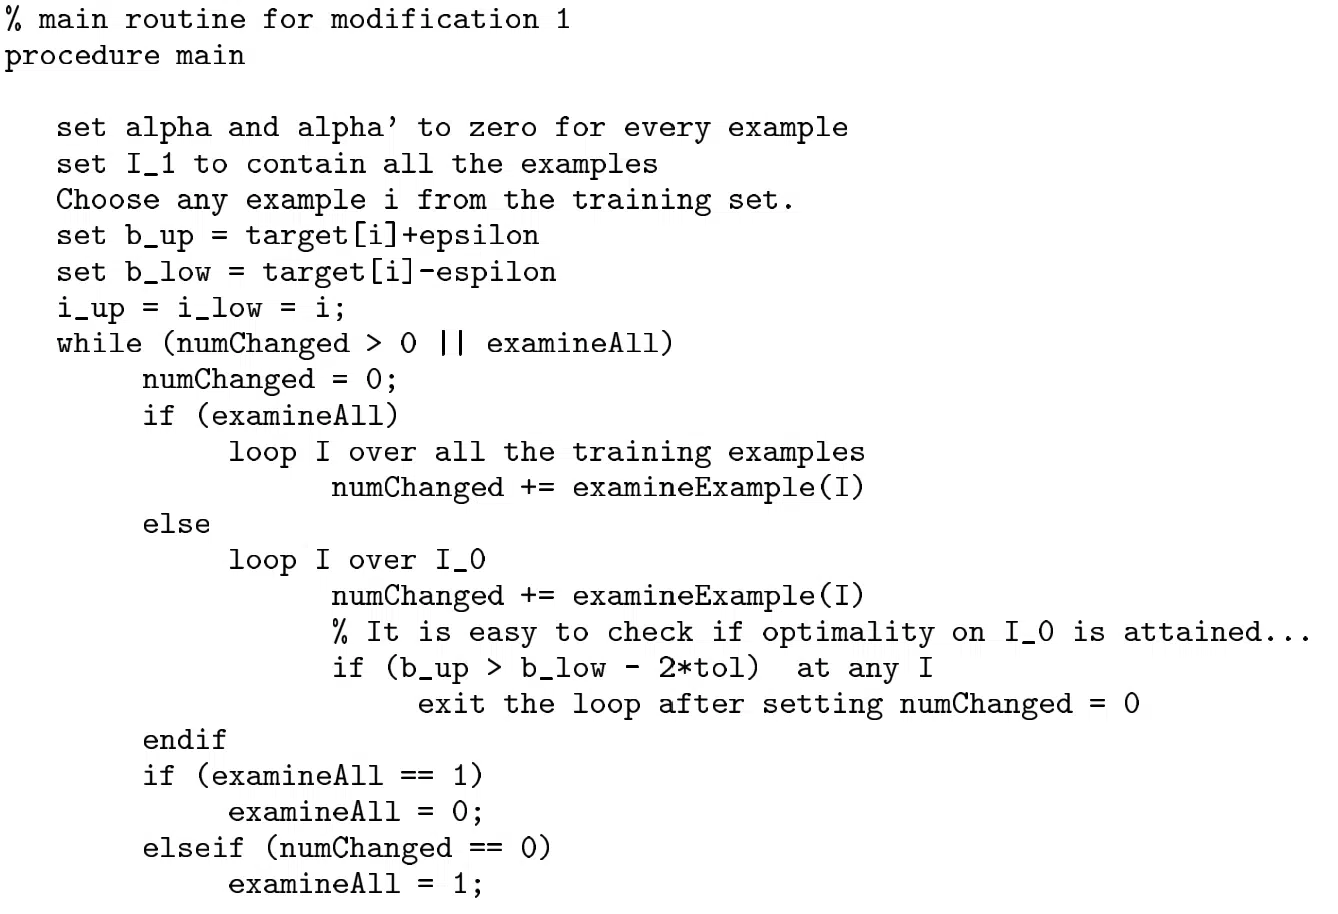 % main routine for modification 1
procedure main
set alpha and alpha' to zero for every example
set I_1 to contain all the examples
Choose any example i from the training set.
set b_up = target[i]+epsilon
set b_low = target[i]-espilon
i_up = i_low = i;
while (numChanged > 0 || examineAll)
numChanged = 0;
if (examineAll)
loop I over all the training examples
numChanged += examineExample(I)
else
loop I over I_0
numChanged += examineExample(I)
% It is easy to check if optimality on I_0 is attained...
if (b_up > b_low - 2*tol)  at any I
exit the loop after setting numChanged = 0
endif
if (examineAll == 1)
examineAll = 0;
elseif (numChanged == 0)
examineAll = 1;